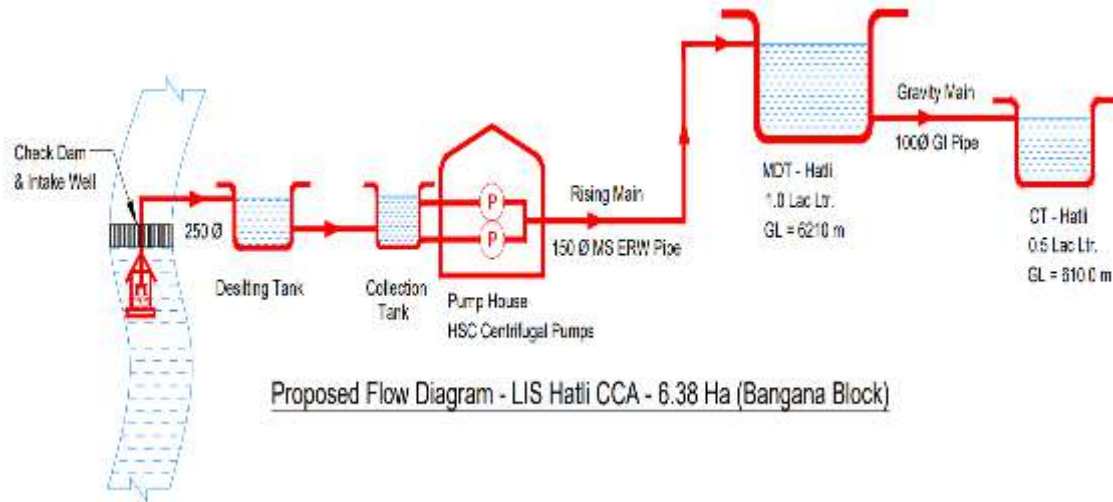 Check Dam
& Intake Well
250 Ø
Desilting Tank
Collection
Tank
P
P
Pump House
HSC Centrifugal Pumps
Rising Main
150 Ø MS ERW Pipe
MDT - Hatli
1.0 Lac Ltr.
GL = 6210 m
Gravity Main
100Ø GI Pipe
CT - Hatli
0.5 Lac Ltr.
GL = 610.0 m
Proposed Flow Diagram - LIS Hatli CCA - 6.38 Ha (Bangana Block)